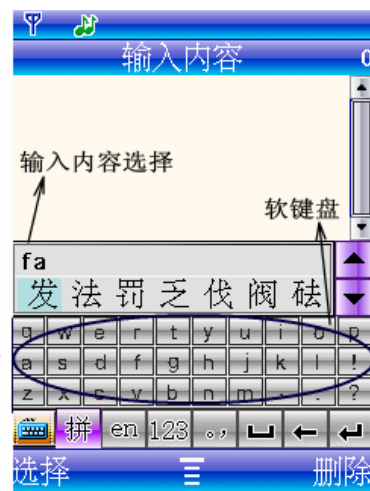 输入内容
输入内容选择
软键盘
fa
发 法 罚 乏 伐 阀 砝
q w e r t y u i o p
a s d f g h j k l !
z x c v b n m , . ?
拼 en 123 。，
选择 删除